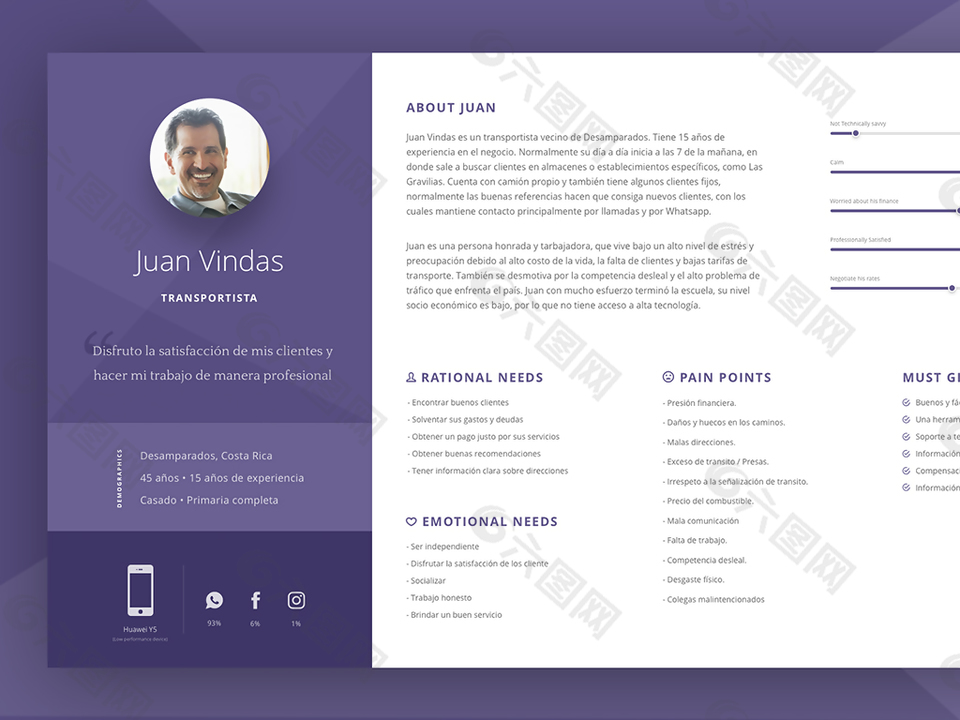 Juan Vindas
TRANSPORTISTA
“
Disfruto la satisfacción de mis clientes y
hacer mi trabajo de manera profesional
DEMOGRAPHICS
Desamparados, Costa Rica
45 años • 15 años de experiencia
Casado • Primaria completa
Huawei Y5
(Low performance device)
93%
6%
1%
ABOUT JUAN
Juan Vindas es un transportista vecino de Desamparados. Tiene 15 años de
experiencia en el negocio. Normalmente su día a día inicia a las 7 de la mañana, en
donde sale a buscar clientes en almacenes o establecimientos específicos, como Las
Gravilias. Cuenta con camión propio y también tiene algunos clientes fijos,
normalmente las buenas referencias hacen que consiga nuevos clientes, con los
cuales mantiene contacto principalmente por llamadas y por Whatsapp.
Juan es una persona honrada y tarbajadora, que vive bajo un alto nivel de estrés y
preocupación debido al alto costo de la vida, la falta de clientes y bajas tarifas de
transporte. También se desmotiva por la competencia desleal y el alto problema de
tráfico que enfrenta el país. Juan con mucho esfuerzo terminó la escuela, su nivel
socio económico es bajo, por lo que no tiene acceso a alta tecnología.
Not Technically savvy
Calm
Worried about his finance
Professionally Satisfied
Negotiate his rates
RATIONAL NEEDS
- Encontrar buenos clientes
- Solventar sus gastos y deudas
- Obtener un pago justo por sus servicios
- Obtener buenas recomendaciones
- Tener información clara sobre direcciones
EMOTIONAL NEEDS
- Ser independiente
- Disfrutar la satisfacción de los cliente
- Socializar
- Trabajo honesto
- Brindar un buen servicio
PAIN POINTS
- Presión financiera.
- Daños y huecos en los caminos.
- Malas direcciones.
- Exceso de transito / Presas.
- Irrespeto a la señalización de transito.
- Precio del combustible.
- Mala comunicación
- Falta de trabajo.
- Competencia desleal.
- Desgaste físico.
- Colegas malintencionados
MUST GE
Buenos y fá
Una herram
Soporte a te
Información
Compensaci
Información
六图网